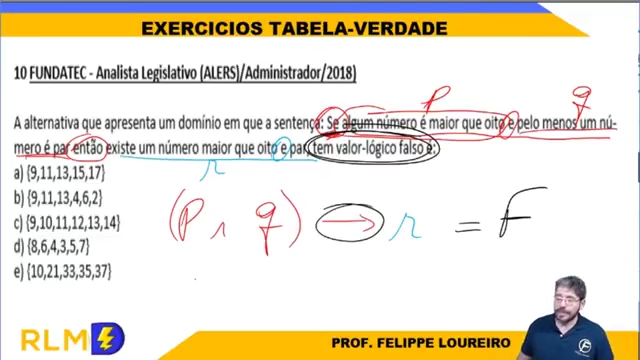 EXERCICIOS TABELA-VERDADE
10 FUNDATEC - Analista Legislativo (ALERS)/Administrador/2018)
p q
A alternativa que apresenta um domínio em que a sentença: Se algum número é maior que oito e pelo menos um nú-
mero é par então existe um número maior que oito e par, tem valor-lógico falso é:
r
a) {9,11,13,15,17}
b) {9,11,13,4,6,2}
c) {9,10,11,12,13,14}
d) {8,6,4,3,5,7}
e) {10,21,33,35,37}
(P ∧ q) → r = F
RLM
PROF. FELIPPE LOUREIRO